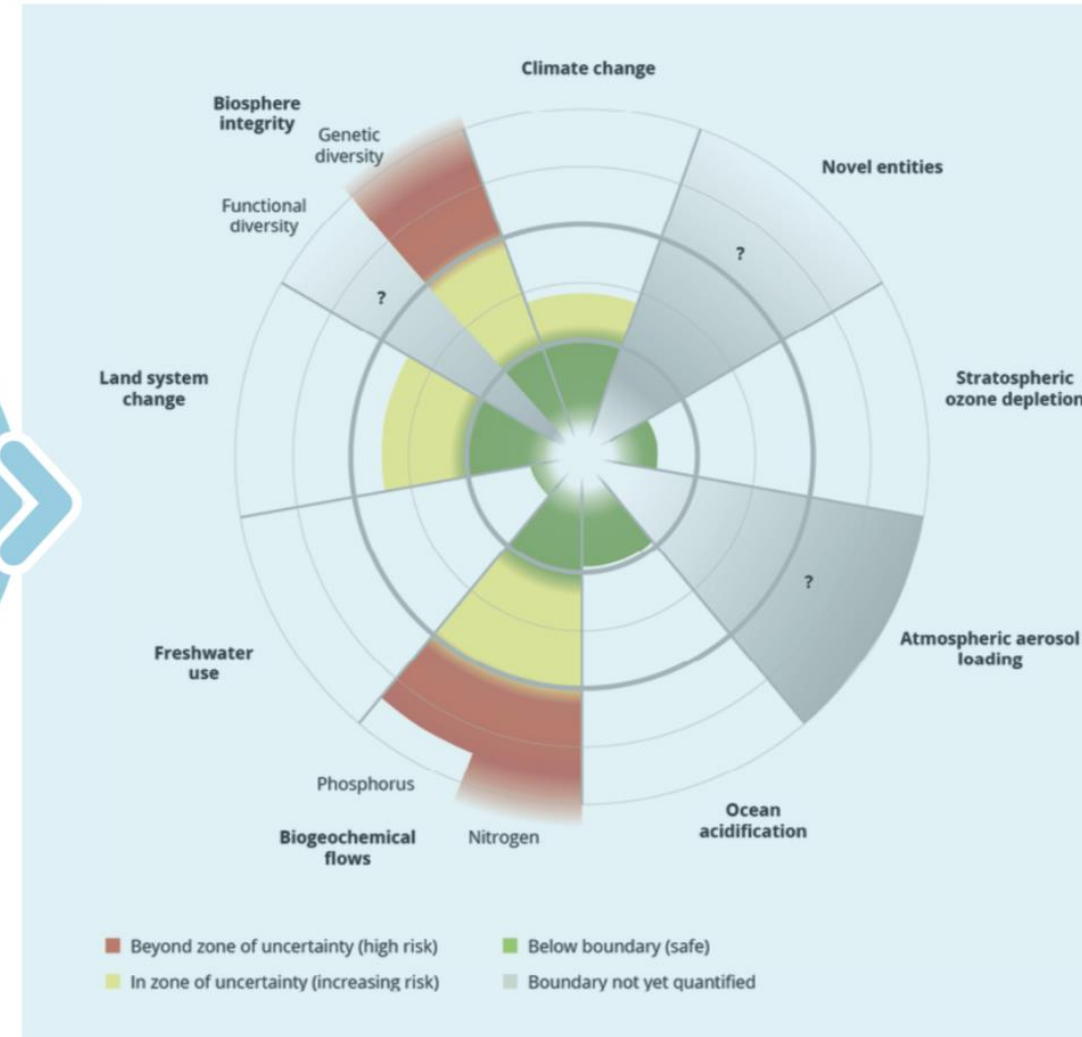 Climate change
Biosphere
integrity
Genetic
diversity
Functional
diversity
Novel entities
?
?
Land system
change
Stratospheric
ozone depletion
?
Atmospheric aerosol
loading
Freshwater
use
Phosphorus
Biogeochemical
flows
Nitrogen
Ocean
acidification
Beyond zone of uncertainty (high risk)
In zone of uncertainty (increasing risk)
Below boundary (safe)
Boundary not yet quantified